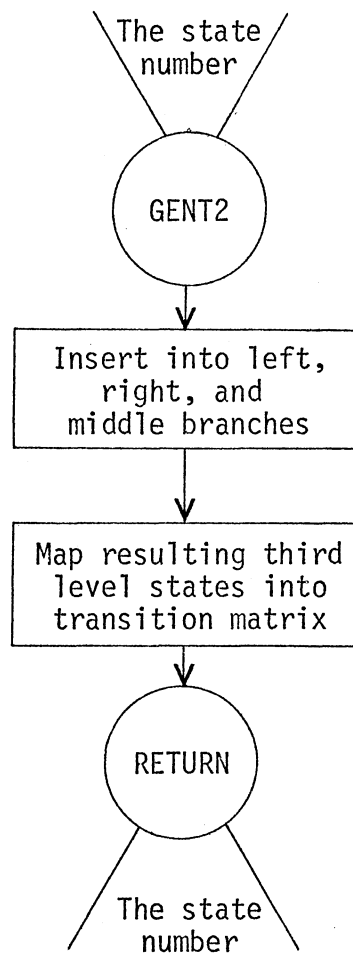 The state
number
GENT2
Insert into left,
right, and
middle branches
Map resulting third
level states into
transition matrix
RETURN
The state
number